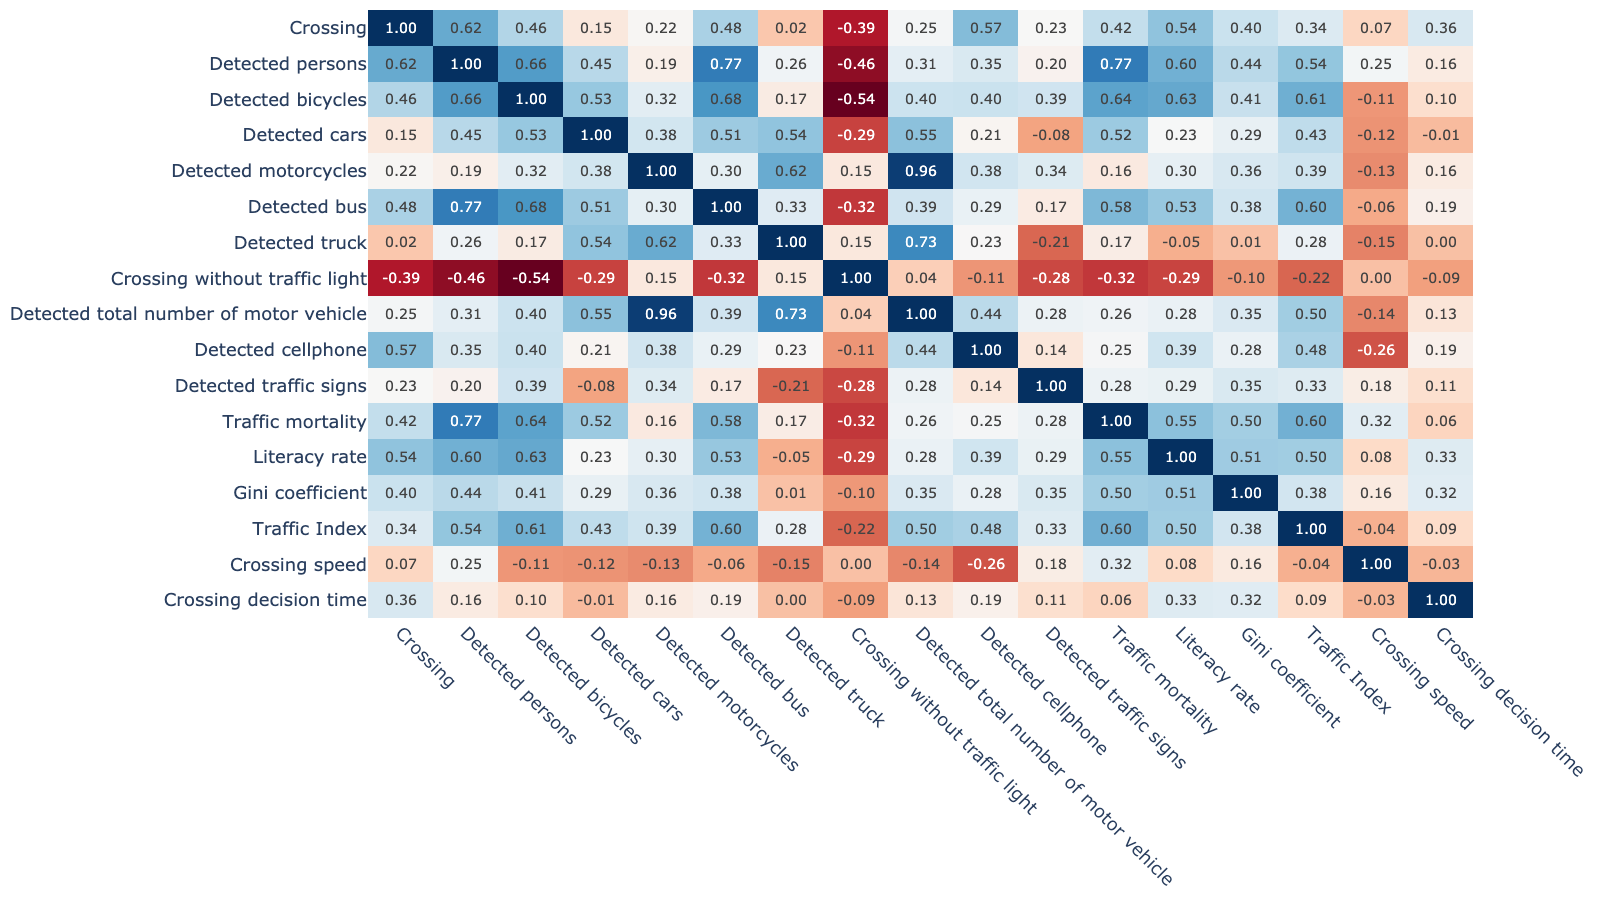 Crossing 1.00 0.62 0.46 0.15 0.22 0.48 0.02 -0.39 0.25 0.57 0.23 0.42 0.54 0.40 0.34 0.07 0.36
Detected persons 0.62 1.00 0.66 0.45 0.19 0.77 0.26 -0.46 0.31 0.35 0.20 0.77 0.60 0.44 0.54 0.25 0.16
Detected bicycles 0.46 0.66 1.00 0.53 0.32 0.68 0.17 -0.54 0.40 0.40 0.39 0.64 0.63 0.41 0.61 -0.11 0.10
Detected cars 0.15 0.45 0.53 1.00 0.38 0.51 0.54 -0.29 0.55 0.21 -0.08 0.52 0.23 0.29 0.43 -0.12 -0.01
Detected motorcycles 0.22 0.19 0.32 0.38 1.00 0.30 0.62 0.15 0.96 0.38 0.34 0.16 0.30 0.36 0.39 -0.13 0.16
Detected bus 0.48 0.77 0.68 0.51 0.30 1.00 0.33 -0.32 0.39 0.29 0.17 0.58 0.53 0.38 0.60 -0.06 0.19
Detected truck 0.02 0.26 0.17 0.54 0.62 0.33 1.00 0.15 0.73 0.23 -0.21 0.17 -0.05 0.01 0.28 -0.15 0.00
Crossing without traffic light -0.39 -0.46 -0.54 -0.29 0.15 -0.32 0.15 1.00 0.04 -0.11 -0.28 -0.32 -0.29 -0.10 -0.22 0.00 -0.09
Detected total number of motor vehicle 0.25 0.31 0.40 0.55 0.96 0.39 0.73 0.04 1.00 0.44 0.28 0.26 0.28 0.35 0.50 -0.14 0.13
Detected cellphone 0.57 0.35 0.40 0.21 0.38 0.29 0.23 -0.11 0.44 1.00 0.14 0.25 0.39 0.28 0.48 -0.26 0.19
Detected traffic signs 0.23 0.20 0.39 -0.08 0.34 0.17 -0.21 -0.28 0.28 0.14 1.00 0.28 0.29 0.35 0.33 0.18 0.11
Traffic mortality 0.42 0.77 0.64 0.52 0.16 0.58 0.17 -0.32 0.26 0.25 0.28 1.00 0.55 0.50 0.60 0.32 0.06
Literacy rate 0.54 0.60 0.63 0.23 0.30 0.53 -0.05 -0.29 0.28 0.39 0.29 0.55 1.00 0.51 0.50 0.08 0.33
Gini coefficient 0.40 0.44 0.41 0.29 0.36 0.38 0.01 -0.10 0.35 0.28 0.35 0.50 0.51 1.00 0.38 0.16 0.32
Traffic Index 0.34 0.54 0.61 0.43 0.39 0.60 0.28 -0.22 0.50 0.48 0.33 0.60 0.50 0.38 1.00 -0.04 0.09
Crossing speed 0.07 0.25 -0.11 -0.12 -0.13 -0.06 -0.15 0.00 -0.14 -0.26 0.18 0.32 0.08 0.16 -0.04 1.00 -0.03
Crossing decision time 0.36 0.16 0.10 -0.01 0.16 0.19 0.00 -0.09 0.13 0.19 0.11 0.06 0.33 0.32 0.09 -0.03 1.00
Crossing
Detected persons
Detected bicycles
Detected cars
Detected motorcycles
Detected bus
Detected truck
Crossing without traffic light
Detected total number of motor vehicle
Detected cellphone
Detected traffic signs
Traffic mortality
Literacy rate
Gini coefficient
Traffic Index
Crossing speed
Crossing decision time